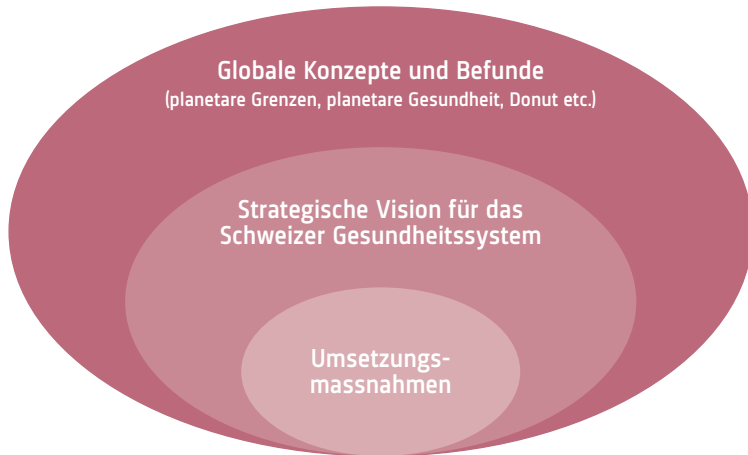 Globale Konzepte und Befunde
(planetare Grenzen, planetare Gesundheit, Donut etc.)
Strategische Vision für das
Schweizer Gesundheitssystem
Umsetzungs-
massnahmen